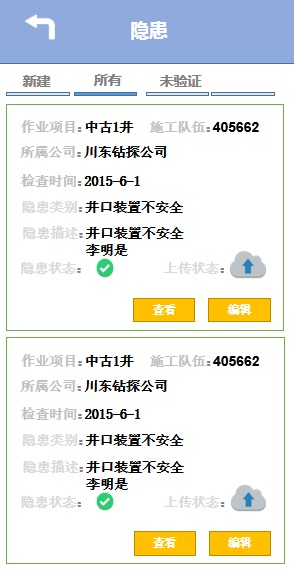 隐患
新建 所有 未验证
作业项目:中古1井 施工队伍:405662
所属公司:川东钻探公司
检查时间:2015-6-1
隐患类别:井口装置不安全
隐患描述:井口装置不安全
李明是
隐患状态: 上传状态:
查看 编辑
作业项目:中古1井 施工队伍:405662
所属公司:川东钻探公司
检查时间:2015-6-1
隐患类别:井口装置不安全
隐患描述:井口装置不安全
李明是
隐患状态: 上传状态:
查看 编辑